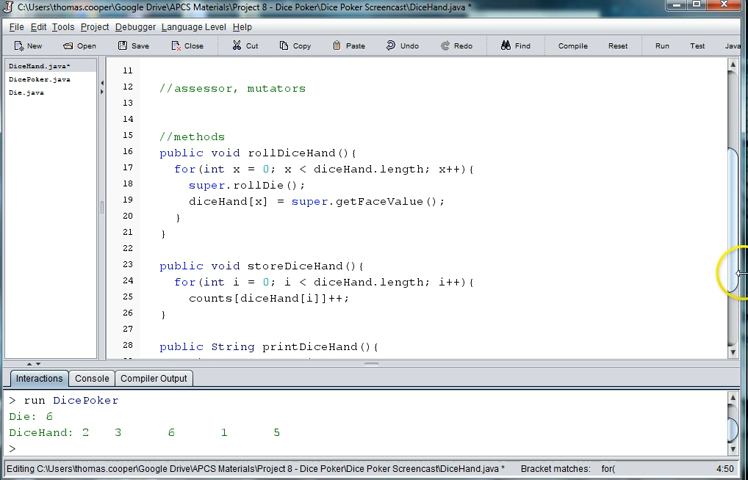 C:\Users\thomas.cooper\Google Drive\APCS Materials\Project 8 - Dice Poker\Dice Poker Screencast\DiceHand.java *
File Edit Tools Project Debugger Language Level Help
New Open Save Close Cut Copy Paste Undo Redo Find Compile Reset Run Test Java
DiceHand.java*
DicePoker.java
Die.java
11
12 //assessor, mutators
13
14
15 //methods
16 public void rollDiceHand(){
17 for(int x = 0; x < diceHand.length; x++){
18 super.rollDie();
19 diceHand[x] = super.getFaceValue();
20 }
21 }
22
23 public void storeDiceHand(){
24 for(int i = 0; i < diceHand.length; i++){
25 counts[diceHand[i]]++;
26 }
27
28 public String printDiceHand(){
Interactions Console Compiler Output
> run DicePoker
Die: 6
DiceHand: 2 3 6 1 5
>
Editing C:\Users\thomas.cooper\Google Drive\APCS Materials\Project 8 - Dice Poker\Dice Poker Screencast\DiceHand.java * Bracket matches: for( 4:50